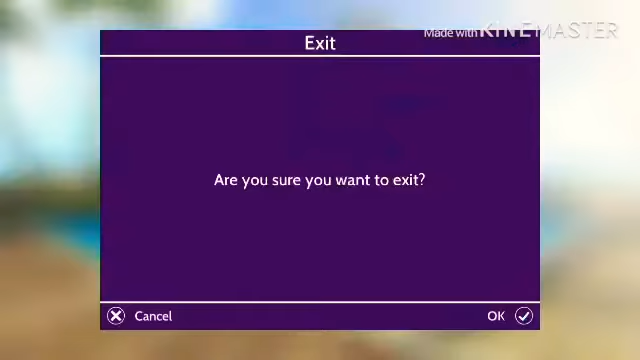 Made with KINEMASTER
Exit
Are you sure you want to exit?
Cancel
OK